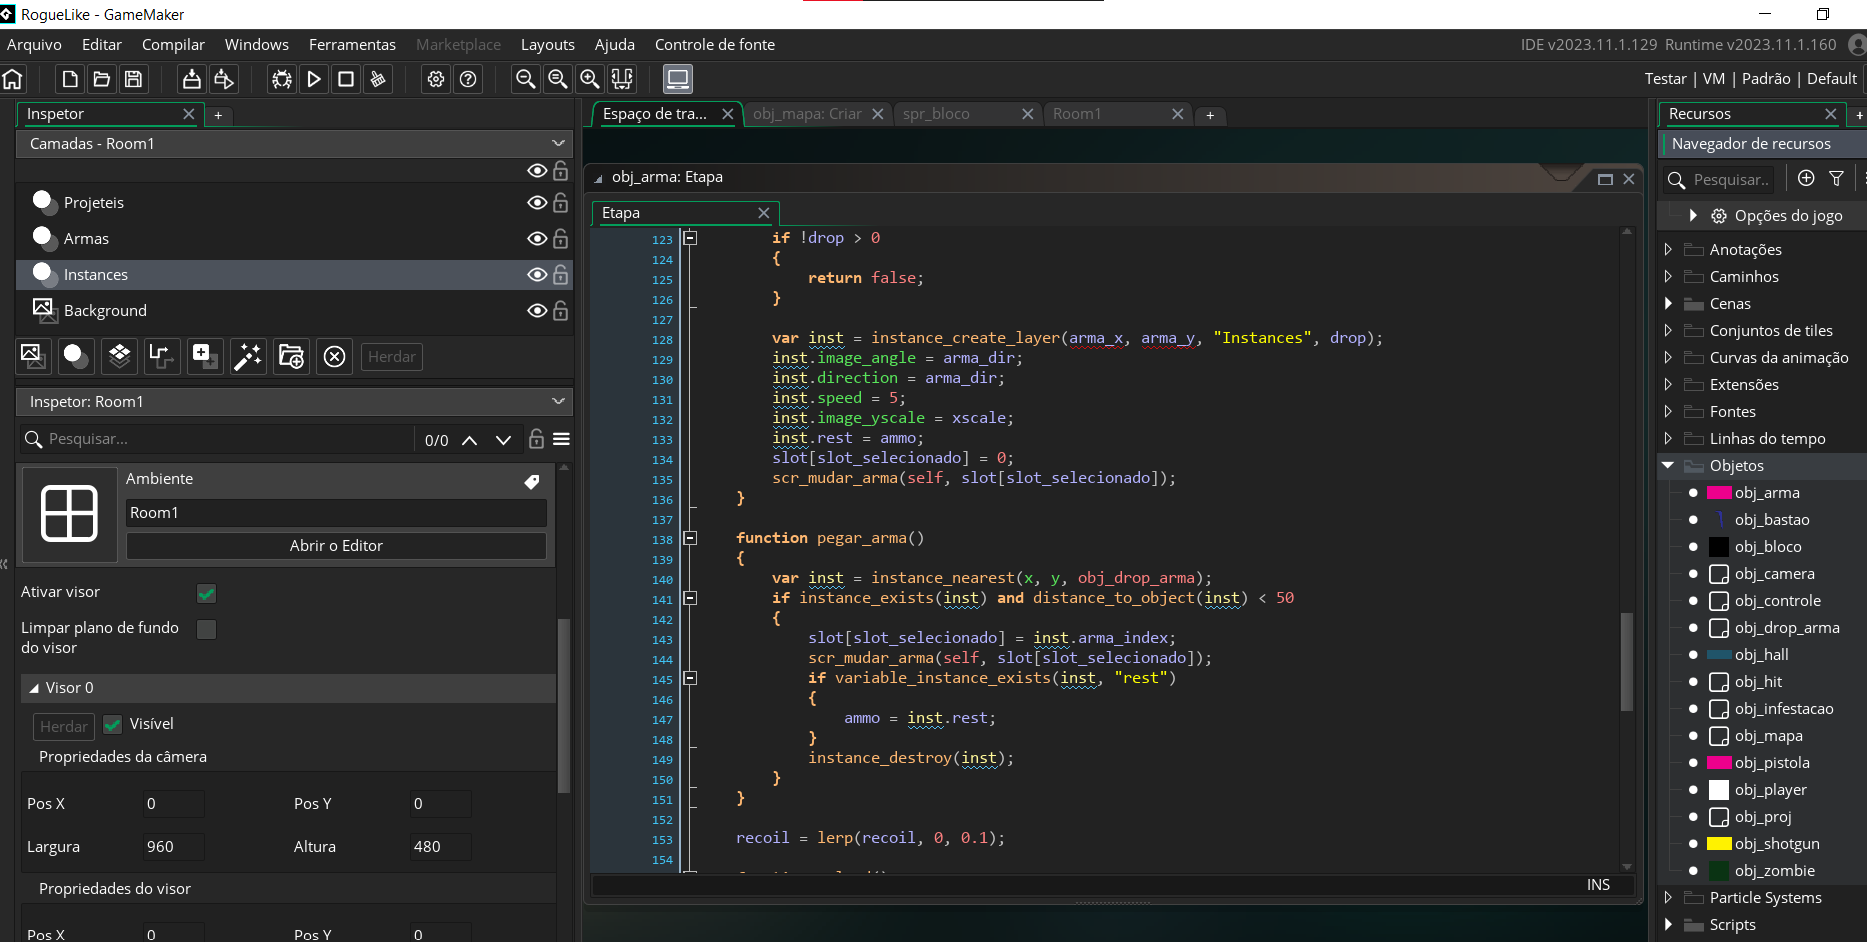 RogueLike - GameMaker
Arquivo Editar Compilar Windows Ferramentas Marketplace Layouts Ajuda Controle de fonte
IDE v2023.11.1.129 Runtime v2023.11.1.160
Testar | VM | Padrão | Default
Inspetor
+
Camadas - Room1
Projeteis
Armas
Instances
Background
Herdar
Inspetor: Room1
Pesquisar...
0/0
Ambiente
Room1
Abrir o Editor
Ativar visor
Limpar plano de fundo
do visor
Visor 0
Herdar
Visível
Propriedades da câmera
Pos X 0 Pos Y 0
Largura 960 Altura 480
Propriedades do visor
Pos X 0 Pos Y 0
Espaço de tra... obj_mapa: Criar spr_bloco Room1 +
obj_arma: Etapa
Etapa
123 if !drop > 0
124 {
125 return false;
126 }
127
128 var inst = instance_create_layer(arma_x, arma_y, "Instances", drop);
129 inst.image_angle = arma_dir;
130 inst.direction = arma_dir;
131 inst.speed = 5;
132 inst.image_yscale = xscale;
133 inst.rest = ammo;
134 slot[slot_selecionado] = 0;
135 scr_mudar_arma(self, slot[slot_selecionado]);
136 }
137
138 function pegar_arma()
139 {
140 var inst = instance_nearest(x, y, obj_drop_arma);
141 if instance_exists(inst) and distance_to_object(inst) < 50
142 {
143 slot[slot_selecionado] = inst.arma_index;
144 scr_mudar_arma(self, slot[slot_selecionado]);
145 if variable_instance_exists(inst, "rest")
146 {
147 ammo = inst.rest;
148 }
149 instance_destroy(inst);
150 }
151 }
152
153 recoil = lerp(recoil, 0, 0.1);
154
INS
Recursos
+
Navegador de recursos
Pesquisar..
Opções do jogo
Anotações
Caminhos
Cenas
Conjuntos de tiles
Curvas da animação
Extensões
Fontes
Linhas do tempo
Objetos
obj_arma
obj_bastao
obj_bloco
obj_camera
obj_controle
obj_drop_arma
obj_hall
obj_hit
obj_infestacao
obj_mapa
obj_pistola
obj_player
obj_proj
obj_shotgun
obj_zombie
Particle Systems
Scripts